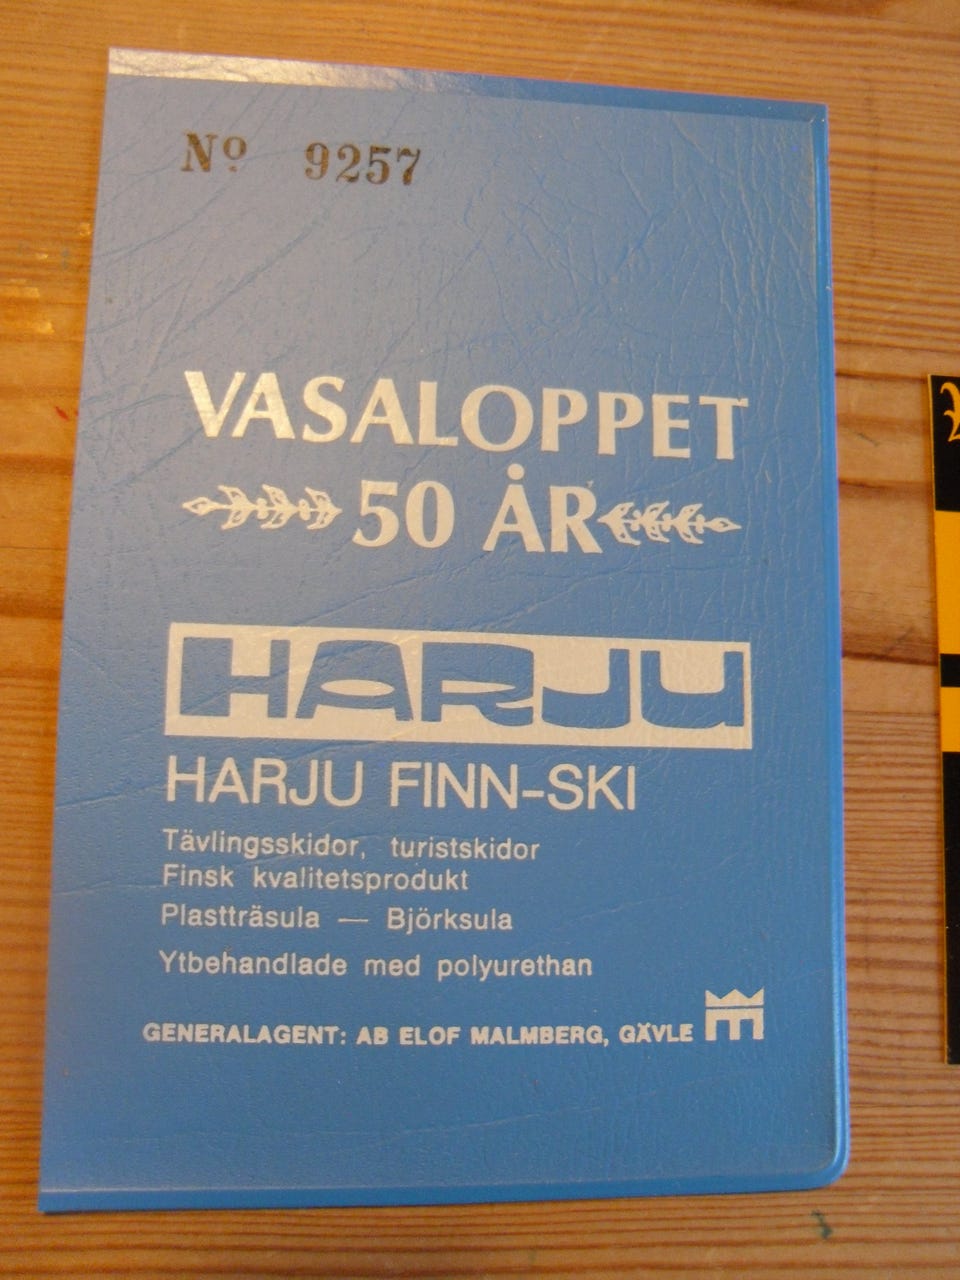 Nº 9257
VASALOPPET
50 ÅR
HARJU
HARJU FINN-SKI
Tävlingsskidor, turistskidor
Finsk kvalitetsprodukt
Plastträsula — Björksula
Ytbehandlade med polyurethan
GENERALAGENT: AB ELOF MALMBERG, GÄVLE